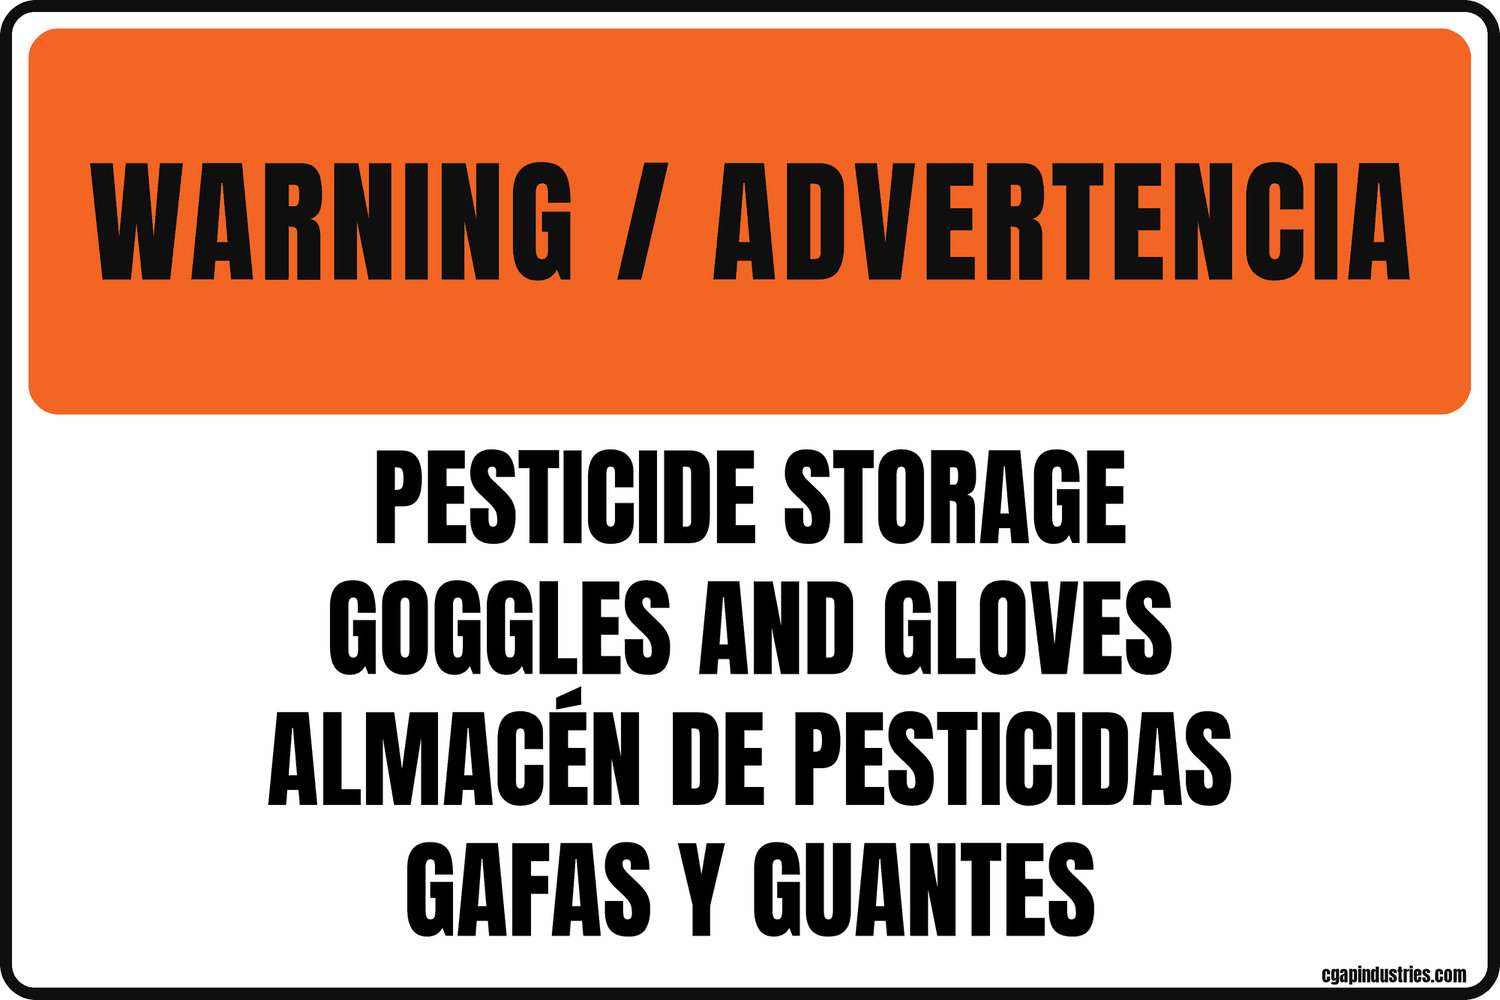 WARNING / ADVERTENCIA
PESTICIDE STORAGE
GOGGLES AND GLOVES
ALMACÉN DE PESTICIDAS
GAFAS Y GUANTES
cgapindustries.com